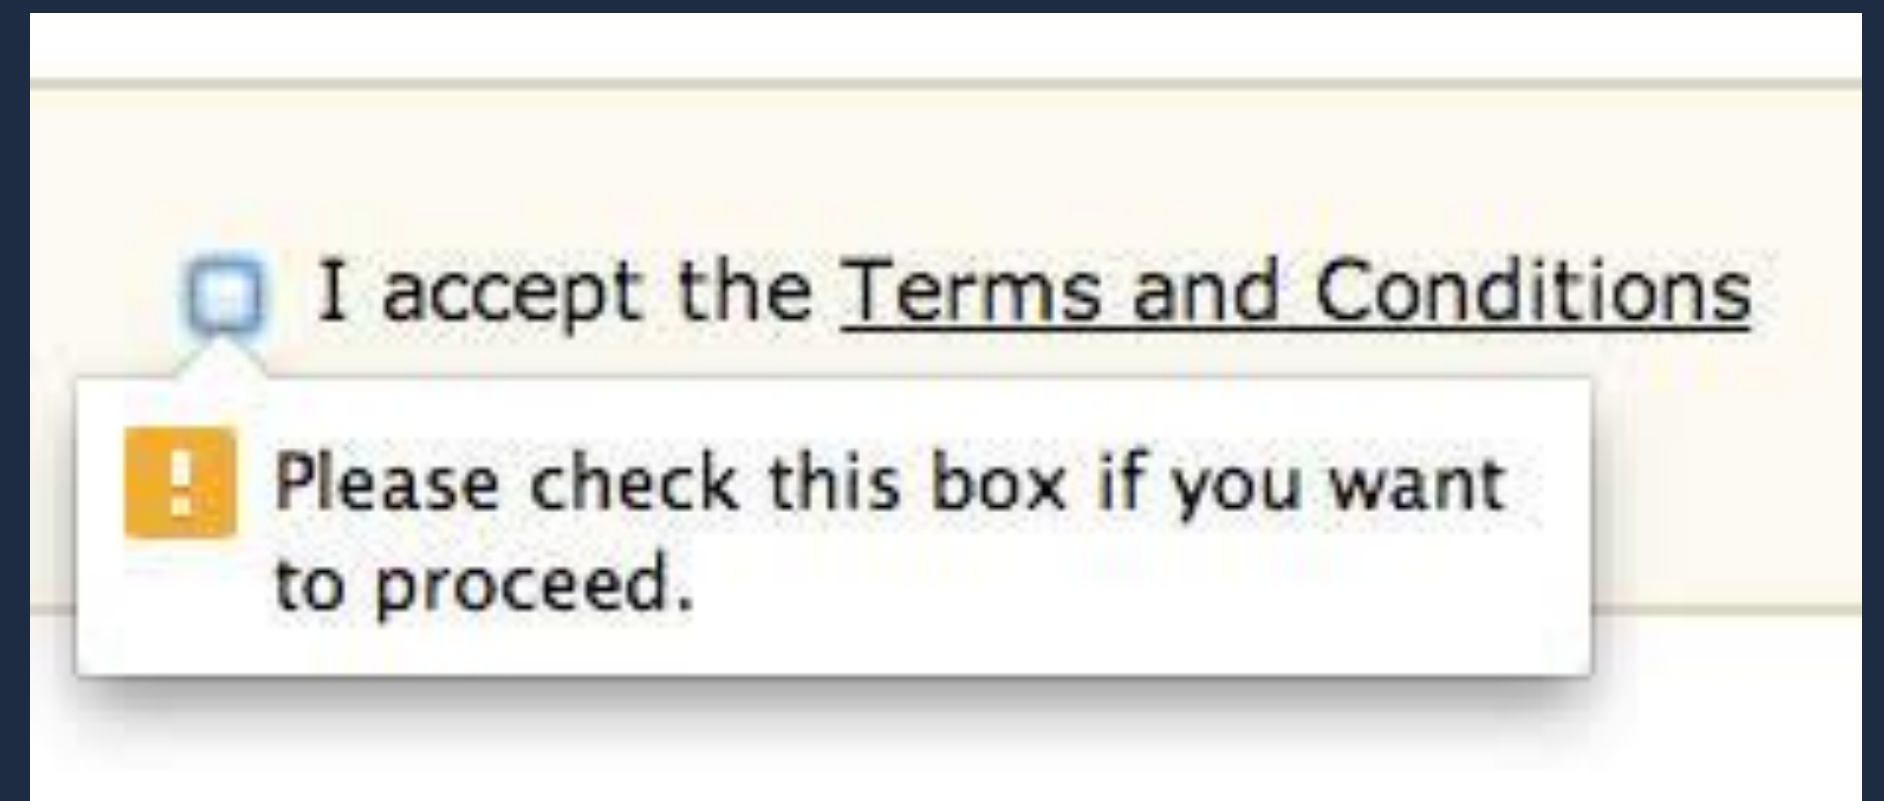 I accept the Terms and Conditions
Please check this box if you want
to proceed.